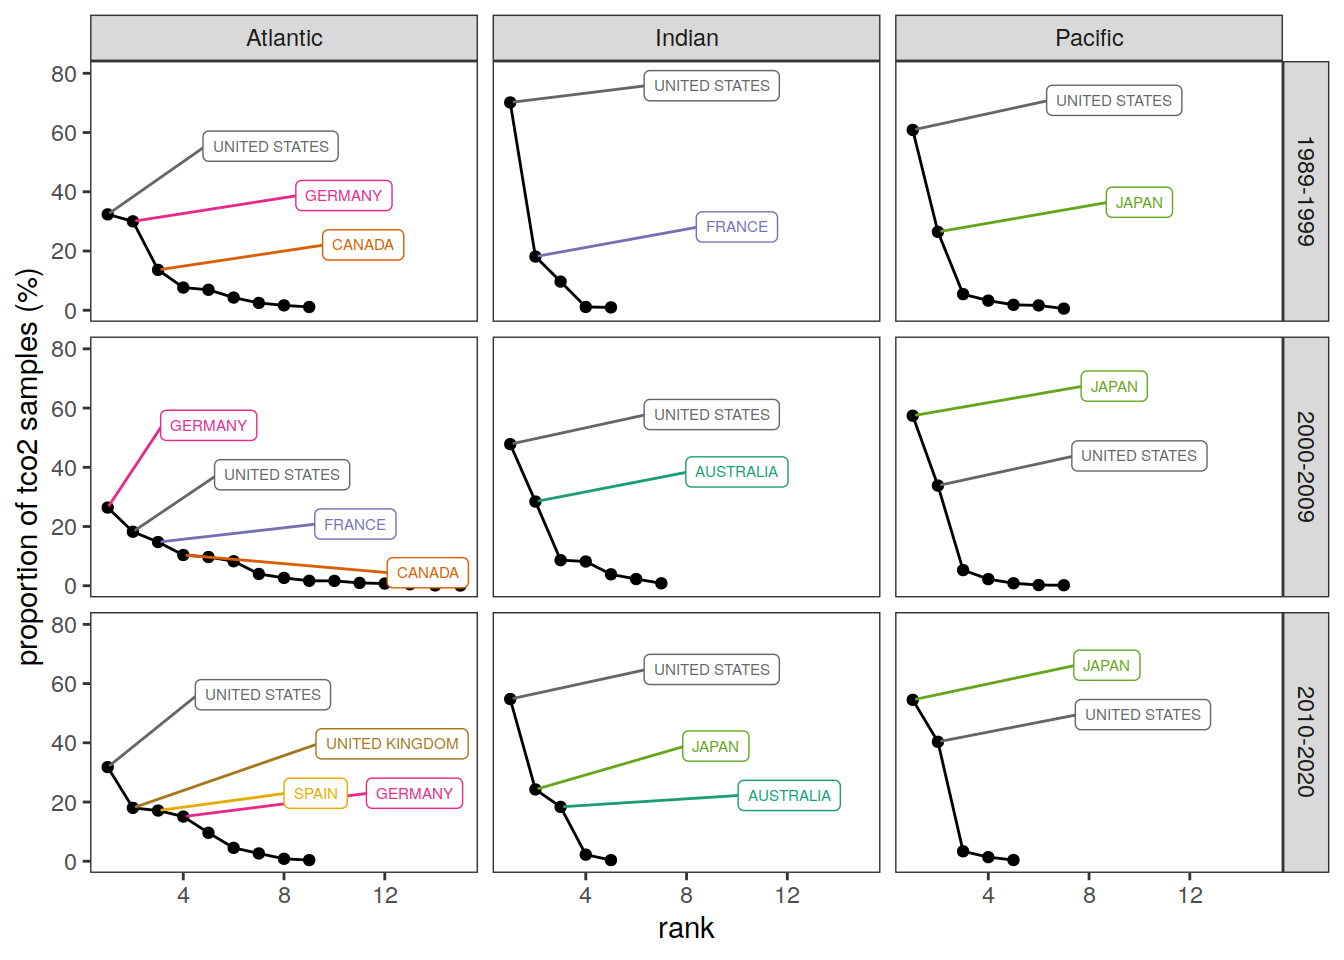 Atlantic
Indian
Pacific
1989-1999
80
60
40
20
0
UNITED STATES
GERMANY
CANADA
UNITED STATES
FRANCE
UNITED STATES
JAPAN
2000-2009
80
60
40
20
0
GERMANY
UNITED STATES
FRANCE
CANADA
UNITED STATES
AUSTRALIA
JAPAN
UNITED STATES
2010-2020
80
60
40
20
0
UNITED STATES
UNITED KINGDOM
SPAIN
GERMANY
UNITED STATES
JAPAN
AUSTRALIA
JAPAN
UNITED STATES
4
8
12
4
8
12
4
8
12
rank
proportion of tco2 samples (%)